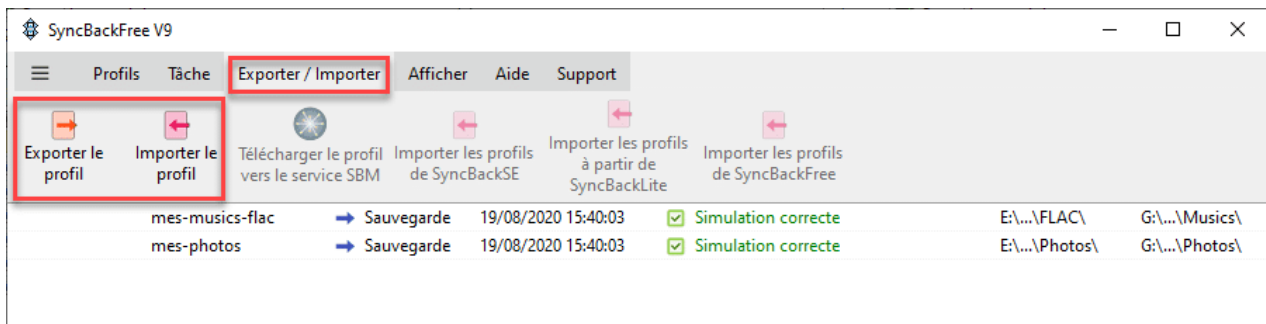 SyncBackFree V9
Profils Tâche Exporter / Importer Afficher Aide Support
Exporter le
profil
Importer le
profil
Télécharger le profil
vers le service SBM
Importer les profils
de SyncBackSE
Importer les profils
à partir de
SyncBackLite
Importer les profils
de SyncBackFree
mes-musics-flac Sauvegarde 19/08/2020 15:40:03 Simulation correcte E:\...\FLAC\ G:\...\Musics\
mes-photos Sauvegarde 19/08/2020 15:40:03 Simulation correcte E:\...\Photos\ G:\...\Photos\